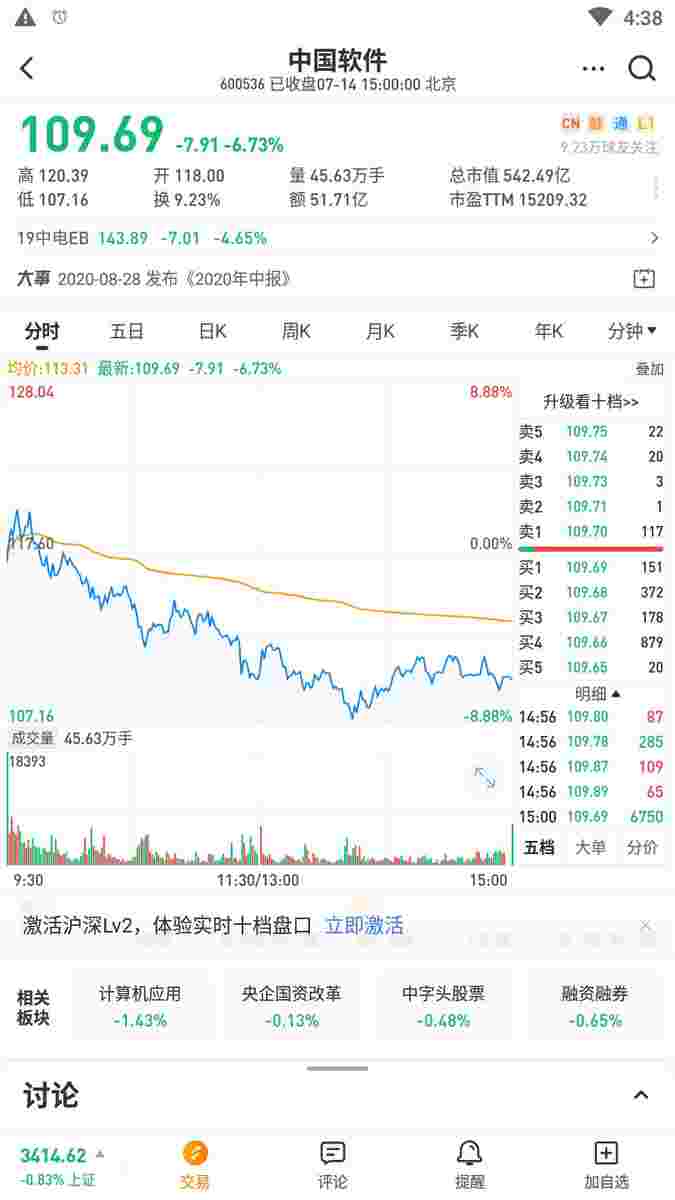 4:38
中国软件
600536 已收盘07-14 15:00:00 北京
109.69 -7.91 -6.73%
CN 融 通 L1
9.23万球友关注
高 120.39 开 118.00 量 45.63万手 总市值 542.49亿
低 107.16 换 9.23% 额 51.71亿 市盈TTM 15209.32
19中电EB 143.89 -7.01 -4.65%
大事 2020-08-28 发布《2020年中报》
分时 五日 日K 周K 月K 季K 年K 分钟
均价:113.31 最新:109.69 -7.91 -6.73% 叠加
128.04 8.88%
117.60 0.00%
107.16 -8.88%
成交量 45.63万手
18393
9:30 11:30/13:00 15:00
升级看十档>>
卖5 109.75 22
卖4 109.74 20
卖3 109.73 3
卖2 109.71 1
卖1 109.70 117
买1 109.69 151
买2 109.68 372
买3 109.67 178
买4 109.66 879
买5 109.65 20
明细
14:56 109.80 87
14:56 109.78 285
14:56 109.87 109
14:56 109.89 65
15:00 109.69 6750
五档 大单 分价
激活沪深Lv2，体验实时十档盘口 立即激活
相关板块
计算机应用 央企国资改革 中字头股票 融资融券
-1.43% -0.13% -0.48% -0.65%
讨论
3414.62
-0.83% 上证
交易 评论 提醒 加自选